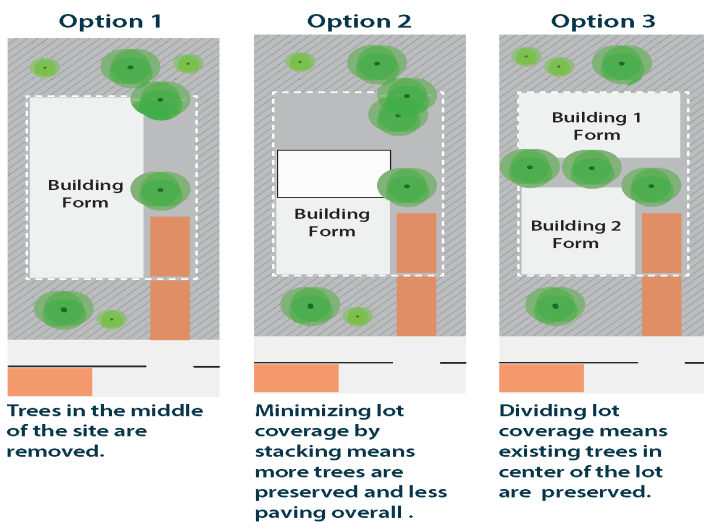 Option 1
Building
Form
Trees in the middle
of the site are
removed.
Option 2
Building
Form
Minimizing lot
coverage by
stacking means
more trees are
preserved and less
paving overall .
Option 3
Building 1
Form
Building 2
Form
Dividing lot
coverage means
existing trees in
center of the lot
are  preserved.